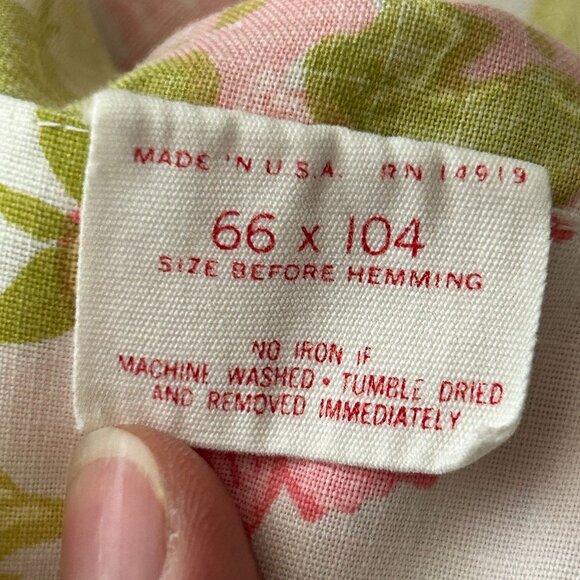 MADE IN U.S.A. RN 14919
66 x 104
SIZE BEFORE HEMMING
NO IRON IF
MACHINE WASHED • TUMBLE DRIED
AND REMOVED IMMEDIATELY